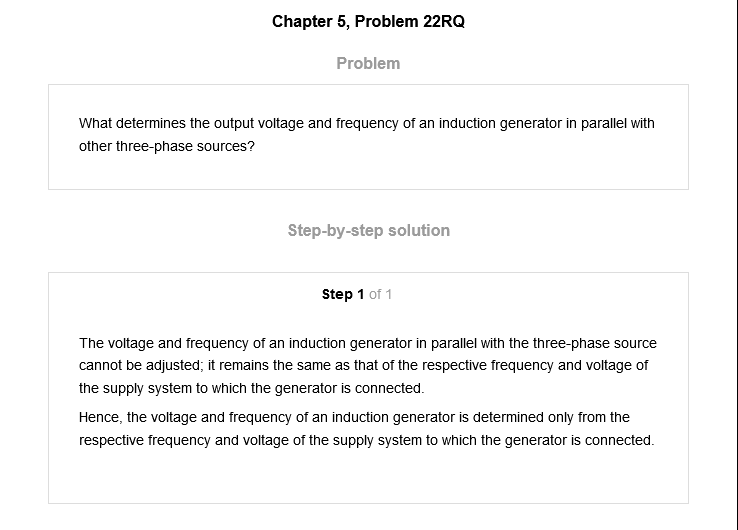 Chapter 5, Problem 22RQ
Problem
What determines the output voltage and frequency of an induction generator in parallel with
other three-phase sources?
Step-by-step solution
Step 1 of 1
The voltage and frequency of an induction generator in parallel with the three-phase source
cannot be adjusted; it remains the same as that of the respective frequency and voltage of
the supply system to which the generator is connected.
Hence, the voltage and frequency of an induction generator is determined only from the
respective frequency and voltage of the supply system to which the generator is connected.